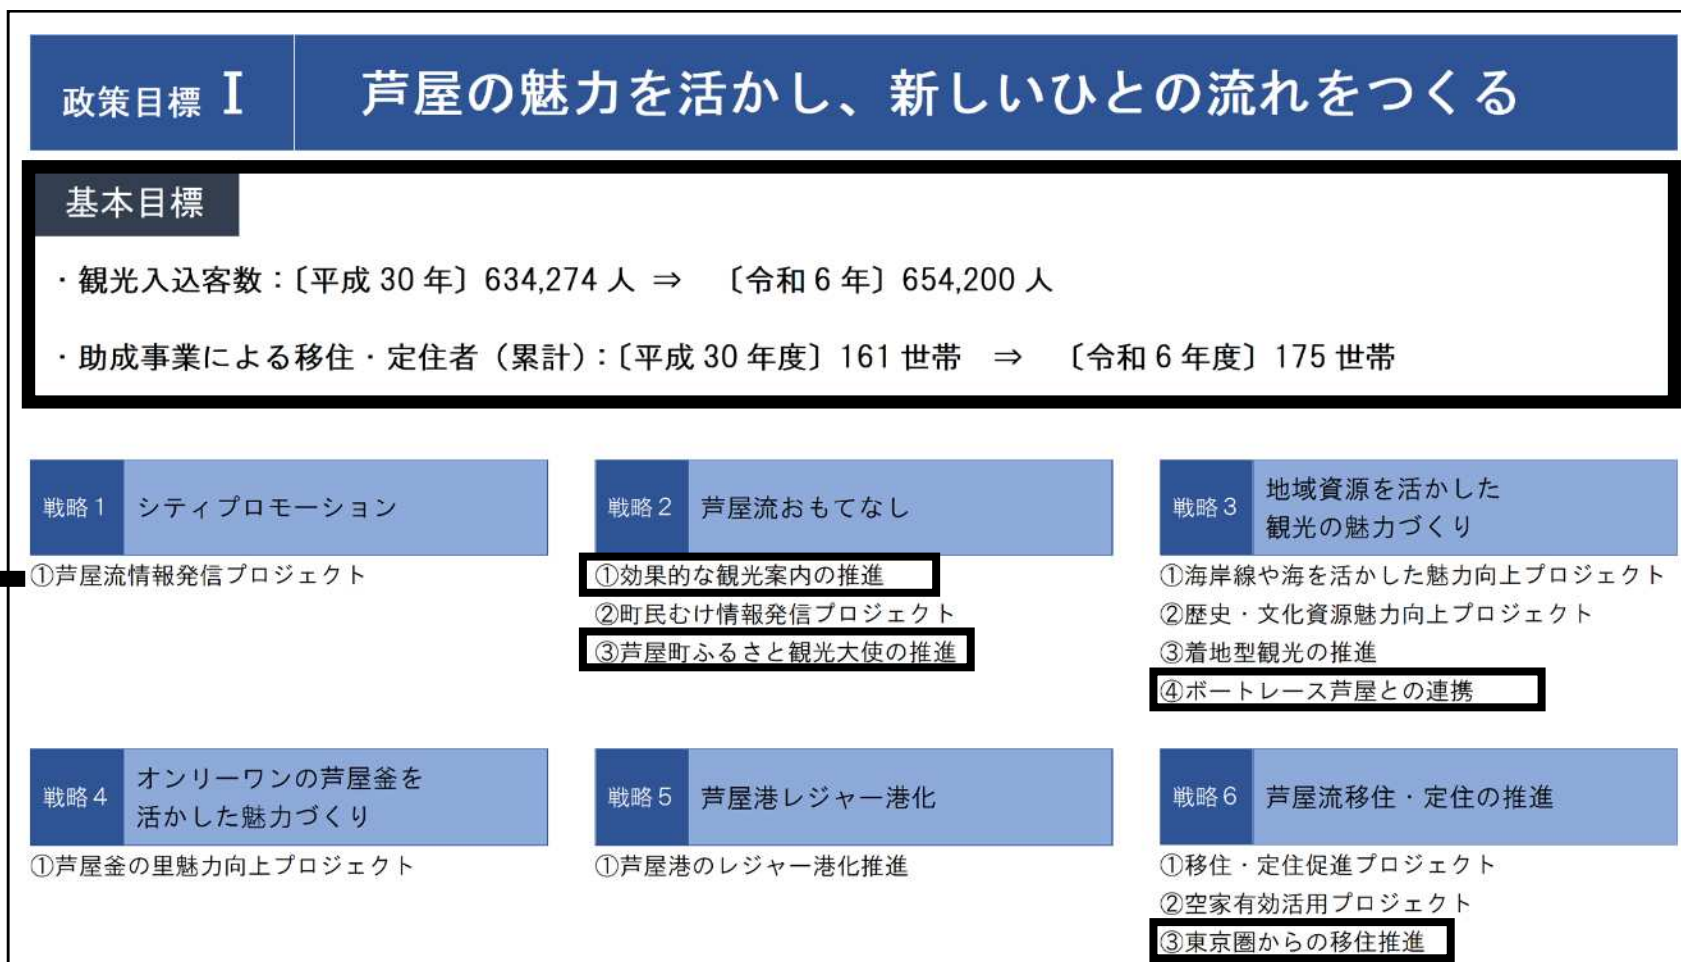 政策目標 Ⅰ
芦屋の魅力を活かし、新しいひとの流れをつくる
基本目標
・観光入込客数：〔平成 30 年〕634,274 人 ⇒ 〔令和 6 年〕654,200 人
・助成事業による移住・定住者（累計）：〔平成 30 年度〕161 世帯 ⇒ 〔令和 6 年度〕175 世帯
戦略１
シティプロモーション
①芦屋流情報発信プロジェクト
戦略２
芦屋流おもてなし
①効果的な観光案内の推進
②町民むけ情報発信プロジェクト
③芦屋町ふるさと観光大使の推進
戦略３
地域資源を活かした
観光の魅力づくり
①海岸線や海を活かした魅力向上プロジェクト
②歴史・文化資源魅力向上プロジェクト
③着地型観光の推進
④ボートレース芦屋との連携
戦略４
オンリーワンの芦屋釜を
活かした魅力づくり
①芦屋釜の里魅力向上プロジェクト
戦略５
芦屋港レジャー港化
①芦屋港のレジャー港化推進
戦略６
芦屋流移住・定住の推進
①移住・定住促進プロジェクト
②空家有効活用プロジェクト
③東京圏からの移住推進